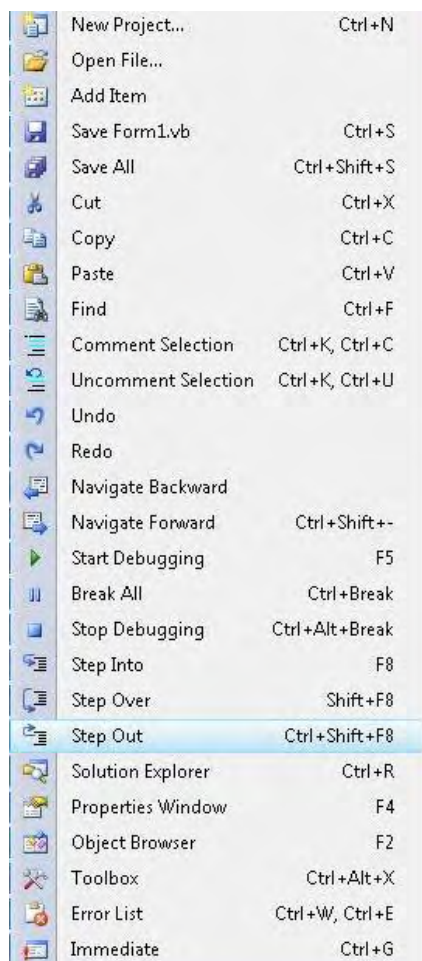 New Project... Ctrl+N
Open File...
Add Item
Save Form1.vb Ctrl+S
Save All Ctrl+Shift+S
Cut Ctrl+X
Copy Ctrl+C
Paste Ctrl+V
Find Ctrl+F
Comment Selection Ctrl+K, Ctrl+C
Uncomment Selection Ctrl+K, Ctrl+U
Undo
Redo
Navigate Backward
Navigate Forward Ctrl+Shift+-
Start Debugging F5
Break All Ctrl+Break
Stop Debugging Ctrl+Alt+Break
Step Into F8
Step Over Shift+F8
Step Out Ctrl+Shift+F8
Solution Explorer Ctrl+R
Properties Window F4
Object Browser F2
Toolbox Ctrl+Alt+X
Error List Ctrl+W, Ctrl+E
Immediate Ctrl+G